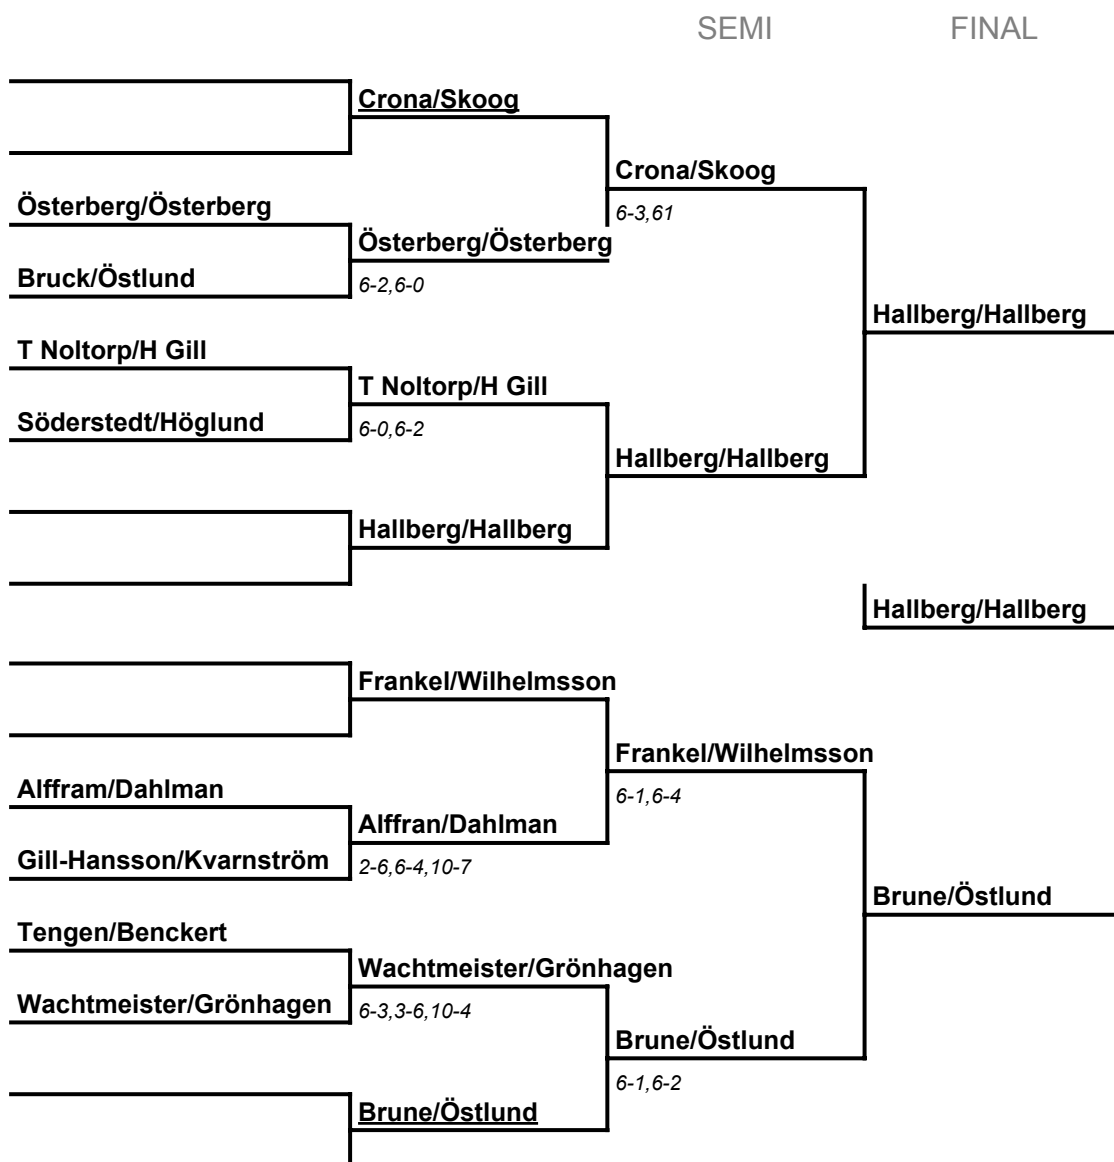 SEMI FINAL
Crona/Skoog
Crona/Skoog
Österberg/Österberg
6-3,61
Österberg/Österberg
Bruck/Östlund
6-2,6-0
Hallberg/Hallberg
T Noltorp/H Gill
T Noltorp/H Gill
Söderstedt/Höglund
6-0,6-2
Hallberg/Hallberg
Hallberg/Hallberg
Hallberg/Hallberg
Frankel/Wilhelmsson
Frankel/Wilhelmsson
Alffram/Dahlman
6-1,6-4
Alffran/Dahlman
Gill-Hansson/Kvarnström
2-6,6-4,10-7
Brune/Östlund
Tengen/Benckert
Wachtmeister/Grönhagen
Wachtmeister/Grönhagen
6-3,3-6,10-4
Brune/Östlund
6-1,6-2
Brune/Östlund